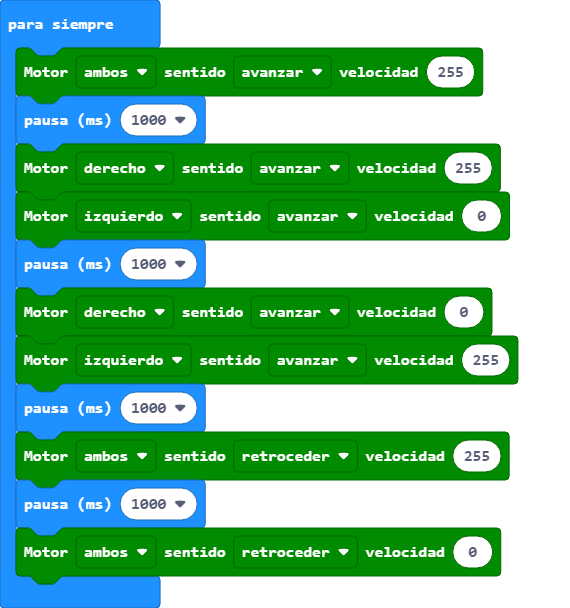 para siempre
Motor ambos sentido avanzar velocidad 255
pausa (ms) 1000
Motor derecho sentido avanzar velocidad 255
Motor izquierdo sentido avanzar velocidad 0
pausa (ms) 1000
Motor derecho sentido avanzar velocidad 0
Motor izquierdo sentido avanzar velocidad 255
pausa (ms) 1000
Motor ambos sentido retroceder velocidad 255
pausa (ms) 1000
Motor ambos sentido retroceder velocidad 0